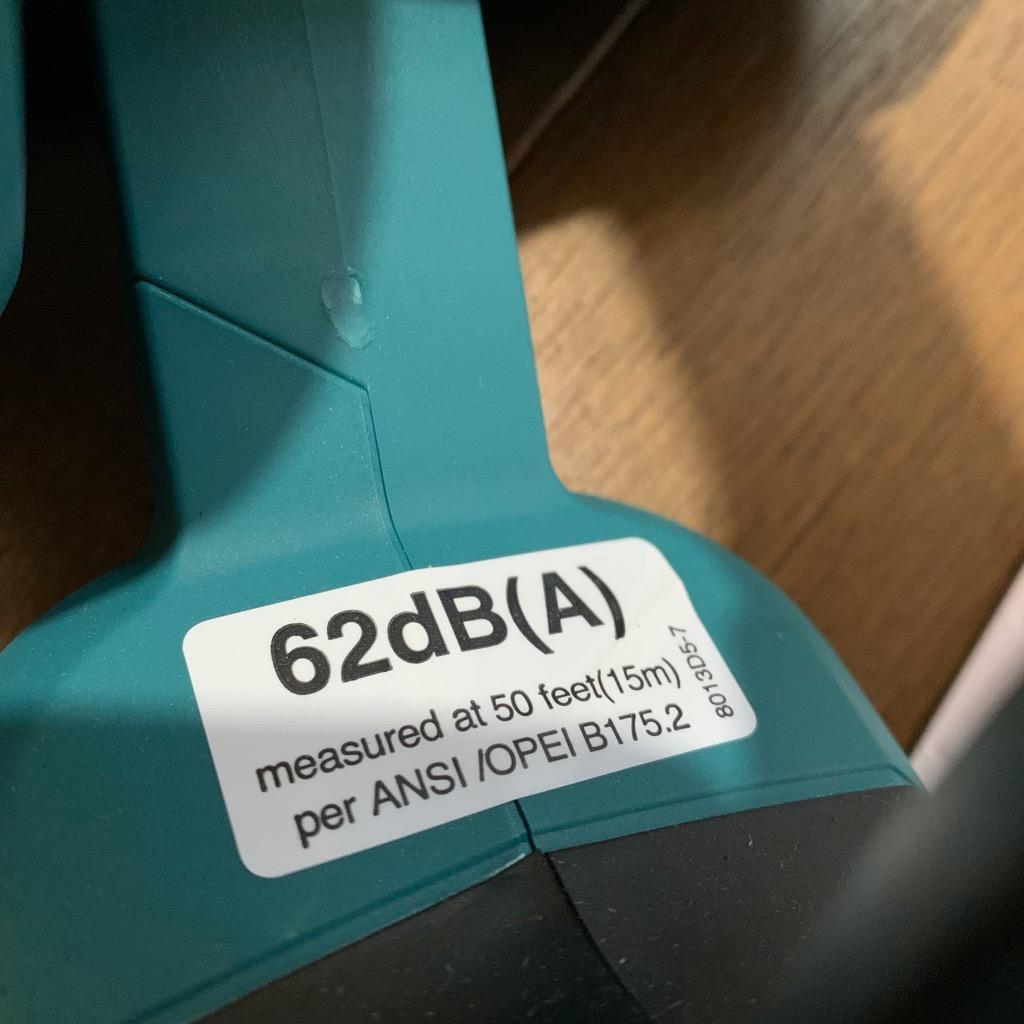 62dB(A)
measured at 50 feet(15m)
per ANSI /OPEI B175.2
8013D5-7